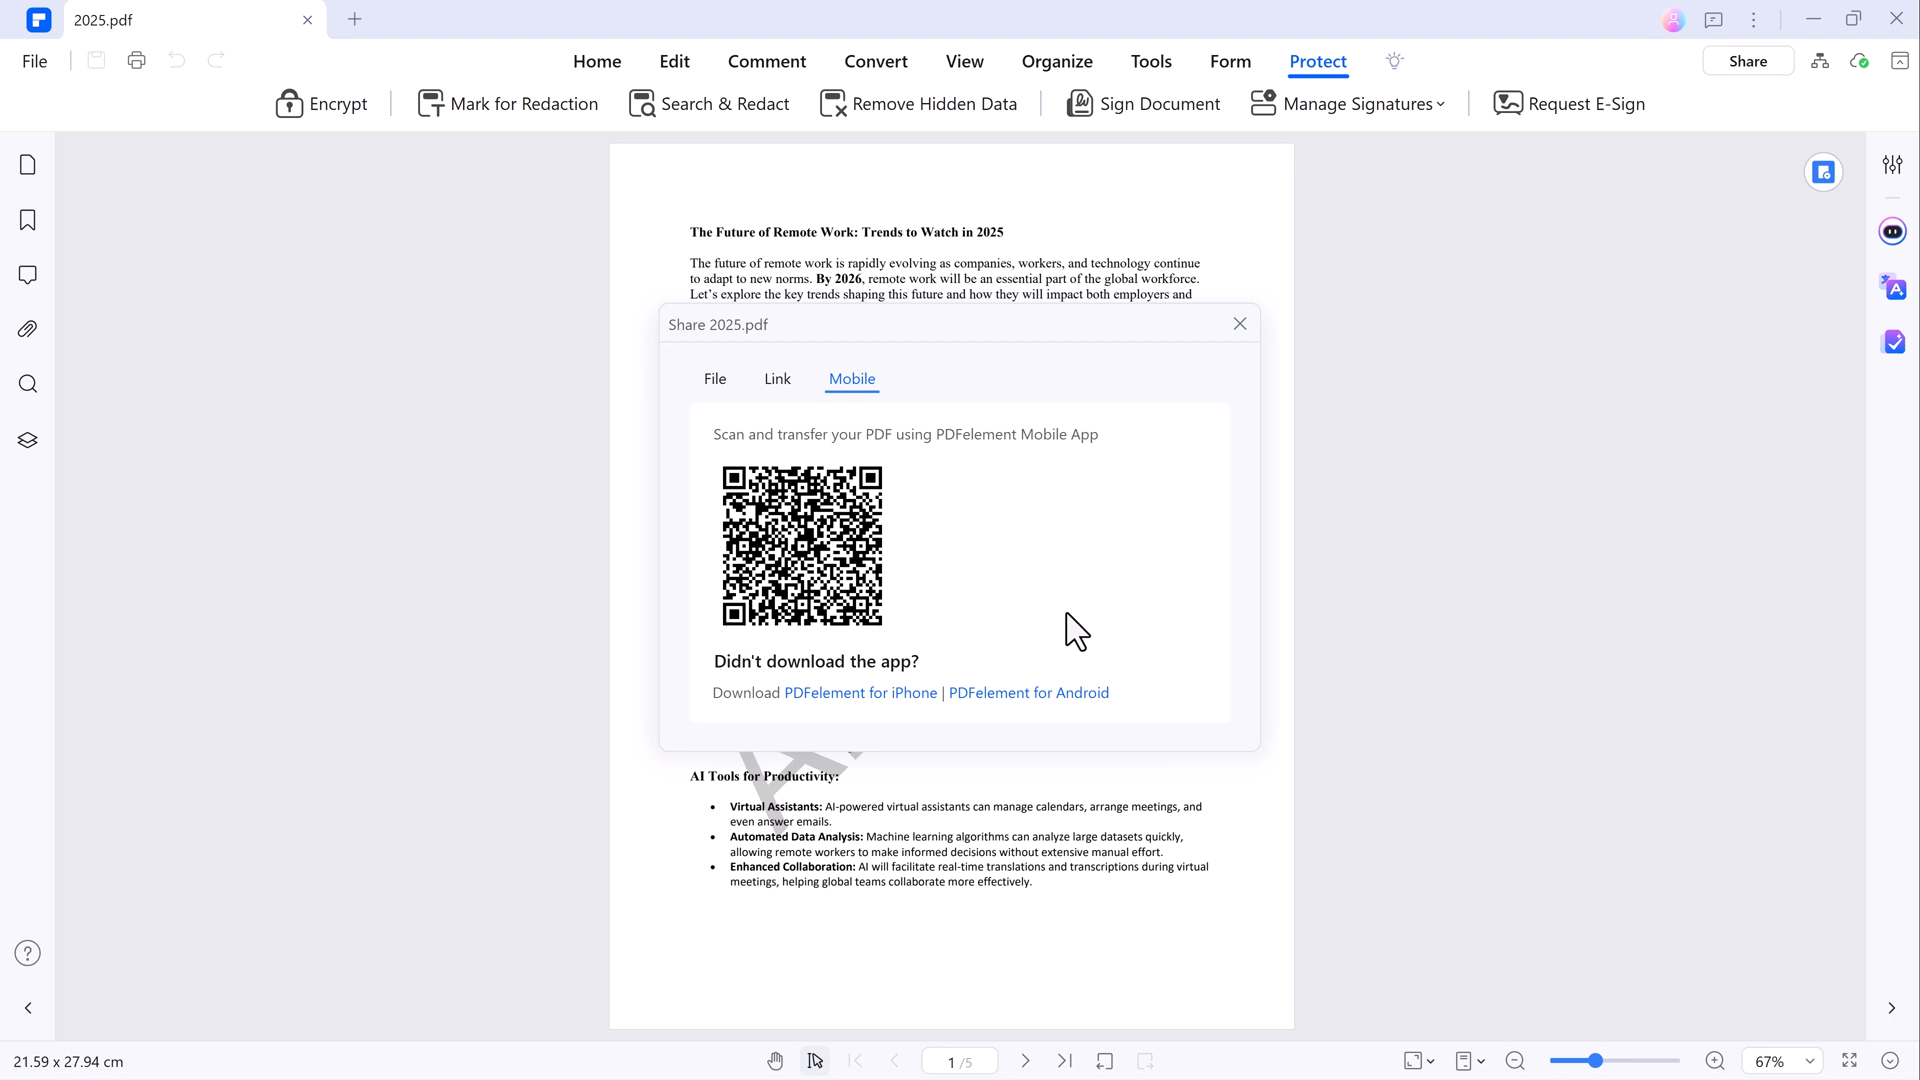 2025.pdf
File
Home
Edit
Comment
Convert
View
Organize
Tools
Form
Protect
Share
Encrypt
Mark for Redaction
Search & Redact
Remove Hidden Data
Sign Document
Manage Signatures
Request E-Sign
The Future of Remote Work: Trends to Watch in 2025
The future of remote work is rapidly evolving as companies, workers, and technology continue
to adapt to new norms. By 2026, remote work will be an essential part of the global workforce.
Let's explore the key trends shaping this future and how they will impact both employers and
Share 2025.pdf
File
Link
Mobile
Scan and transfer your PDF using PDFelement Mobile App
Didn't download the app?
Download PDFelement for iPhone | PDFelement for Android
AI Tools for Productivity:
• Virtual Assistants: AI-powered virtual assistants can manage calendars, arrange meetings, and
even answer emails.
• Automated Data Analysis: Machine learning algorithms can analyze large datasets quickly,
allowing remote workers to make informed decisions without extensive manual effort.
• Enhanced Collaboration: AI will facilitate real-time translations and transcriptions during virtual
meetings, helping global teams collaborate more effectively.
21.59 x 27.94 cm
1 /5
67%